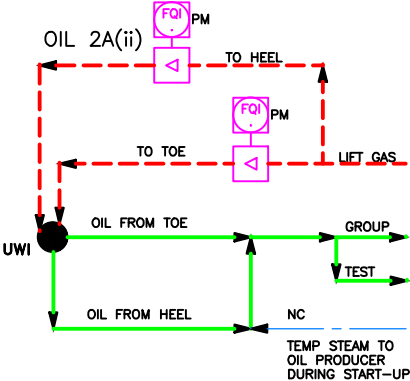 FQI
PM
OIL 2A(ii)
TO HEEL
FQI
PM
TO TOE
LIFT GAS
OIL FROM TOE
GROUP
UWI
TEST
OIL FROM HEEL
NC
TEMP STEAM TO
OIL PRODUCER
DURING START-UP